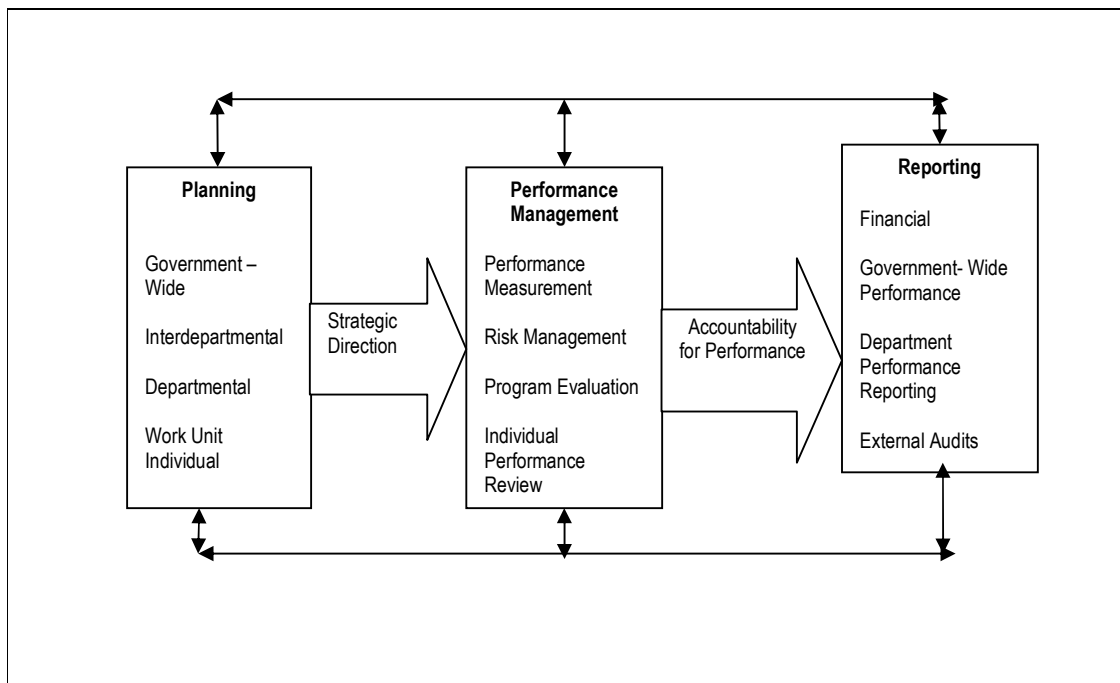 Planning
Government –
Wide
Interdepartmental
Departmental
Work Unit
Individual
Strategic
Direction
Performance
Management
Performance
Measurement
Risk Management
Program Evaluation
Individual
Performance
Review
Accountability
for Performance
Reporting
Financial
Government- Wide
Performance
Department
Performance
Reporting
External Audits